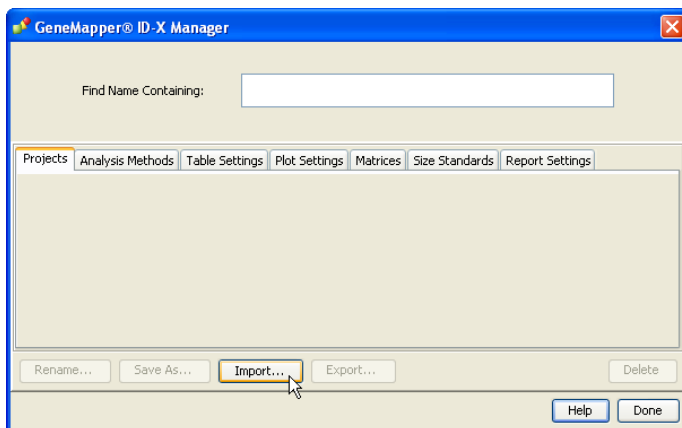 GeneMapper® ID-X Manager
Find Name Containing:
Projects Analysis Methods Table Settings Plot Settings Matrices Size Standards Report Settings
Rename... Save As... Import... Export... Delete
Help Done